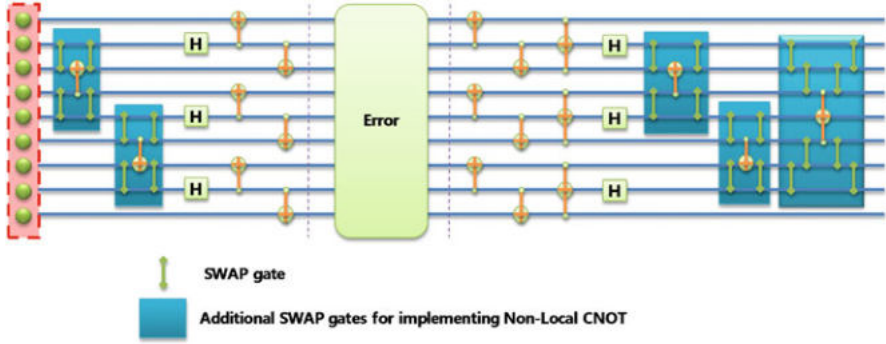 H
H
H
H
H
H
Error
SWAP gate
Additional SWAP gates for implementing Non-Local CNOT